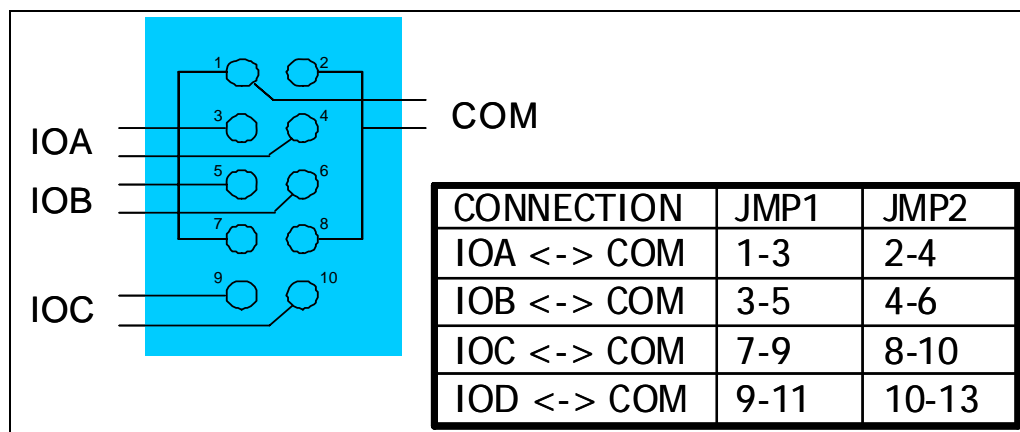 1 2
COM
3 4
IOA
5 6
IOB
7 8
9 10
IOC
CONNECTION JMP1 JMP2
IOA <-> COM 1-3 2-4
IOB <-> COM 3-5 4-6
IOC <-> COM 7-9 8-10
IOD <-> COM 9-11 10-13